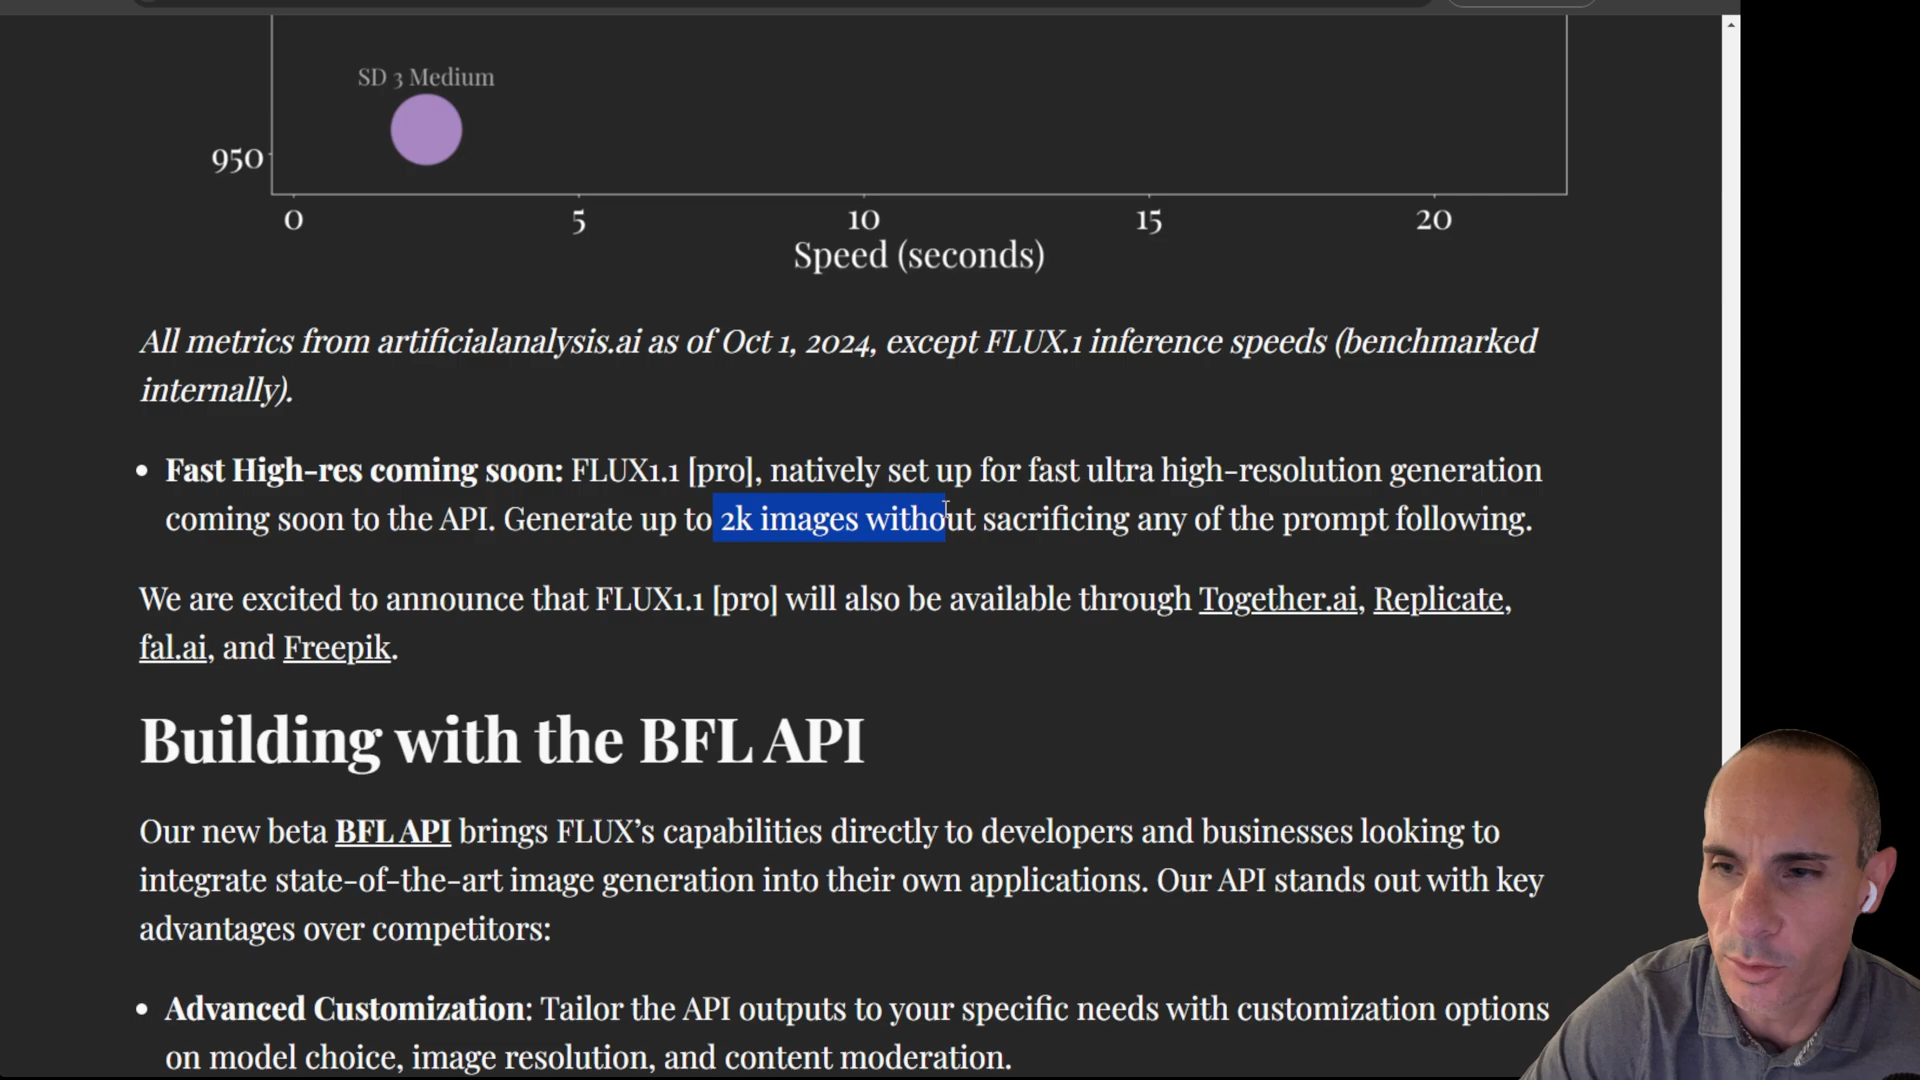 SD 3 Medium
950
0 5 10 15 20
Speed (seconds)
All metrics from artificialanalysis.ai as of Oct 1, 2024, except FLUX.1 inference speeds (benchmarked
internally).
• Fast High-res coming soon: FLUX1.1 [pro], natively set up for fast ultra high-resolution generation
coming soon to the API. Generate up to 2k images without sacrificing any of the prompt following.
We are excited to announce that FLUX1.1 [pro] will also be available through Together.ai, Replicate,
fal.ai, and Freepik.
Building with the BFL API
Our new beta BFL API brings FLUX’s capabilities directly to developers and businesses looking to
integrate state-of-the-art image generation into their own applications. Our API stands out with key
advantages over competitors:
• Advanced Customization: Tailor the API outputs to your specific needs with customization options
on model choice, image resolution, and content moderation.